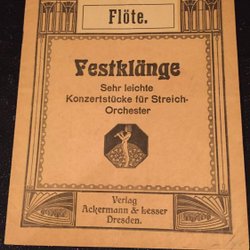 Flöte.
Festklänge
Sehr leichte
Konzertstücke für Streich-
Orchester
Verlag
Ackermann & Lesser
Dresden.